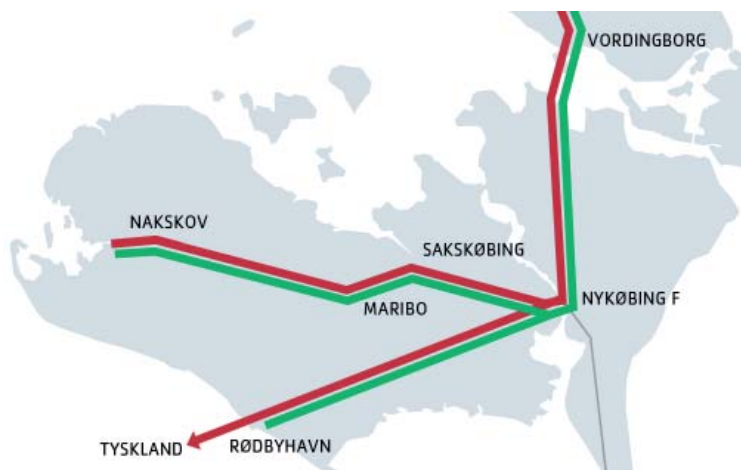 VORDINGBORG
NAKSKOV
SAKSKØBING
MARIBO
NYKØBING F
TYSKLAND
RØDBYHAVN